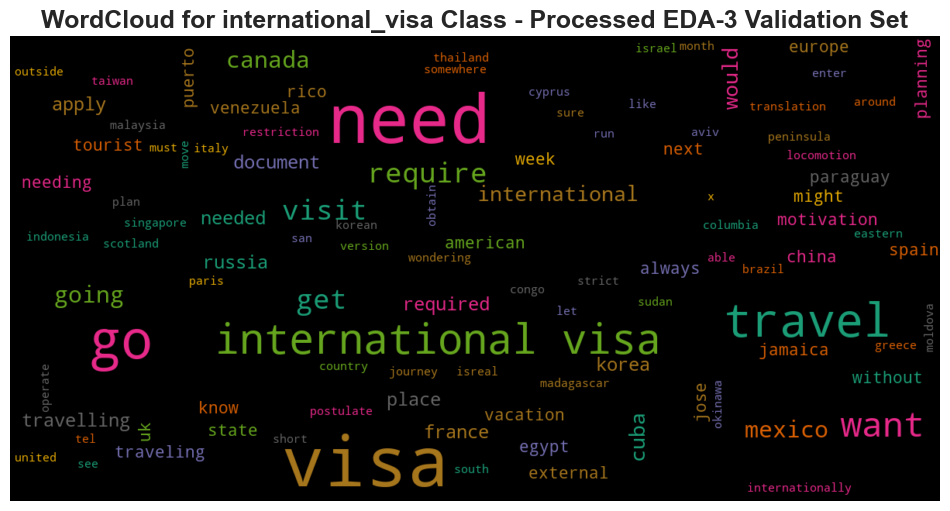 WordCloud for international_visa Class - Processed EDA-3 Validation Set
outside
taiwan
puerto
canada
thailand
somewhere
israel
month
would
europe
planning
apply
rico
venezuela
need
cyprus
sure
like
enter
translation
around
malaysia
restriction
run
aviv
peninsula
tourist
must
move
italy
document
require
week
next
locomotion
needing
international
x
might
paraguay
plan
singapore
needed
visit
korean
obtain
columbia
motivation
indonesia
scotland
san
version
american
eastern
russia
wondering
always
able
china
spain
paris
strict
brazil
going
get
required
congo
let
sudan
travel
moldova
go
international visa
jamaica
greece
operate
country
journey
isreal
korea
madagascar
without
travelling
know
postulate
place
vacation
jose
okinawa
uk
state
france
cuba
mexico
want
tel
united
see
traveling
short
visa
south
egypt
external
internationally